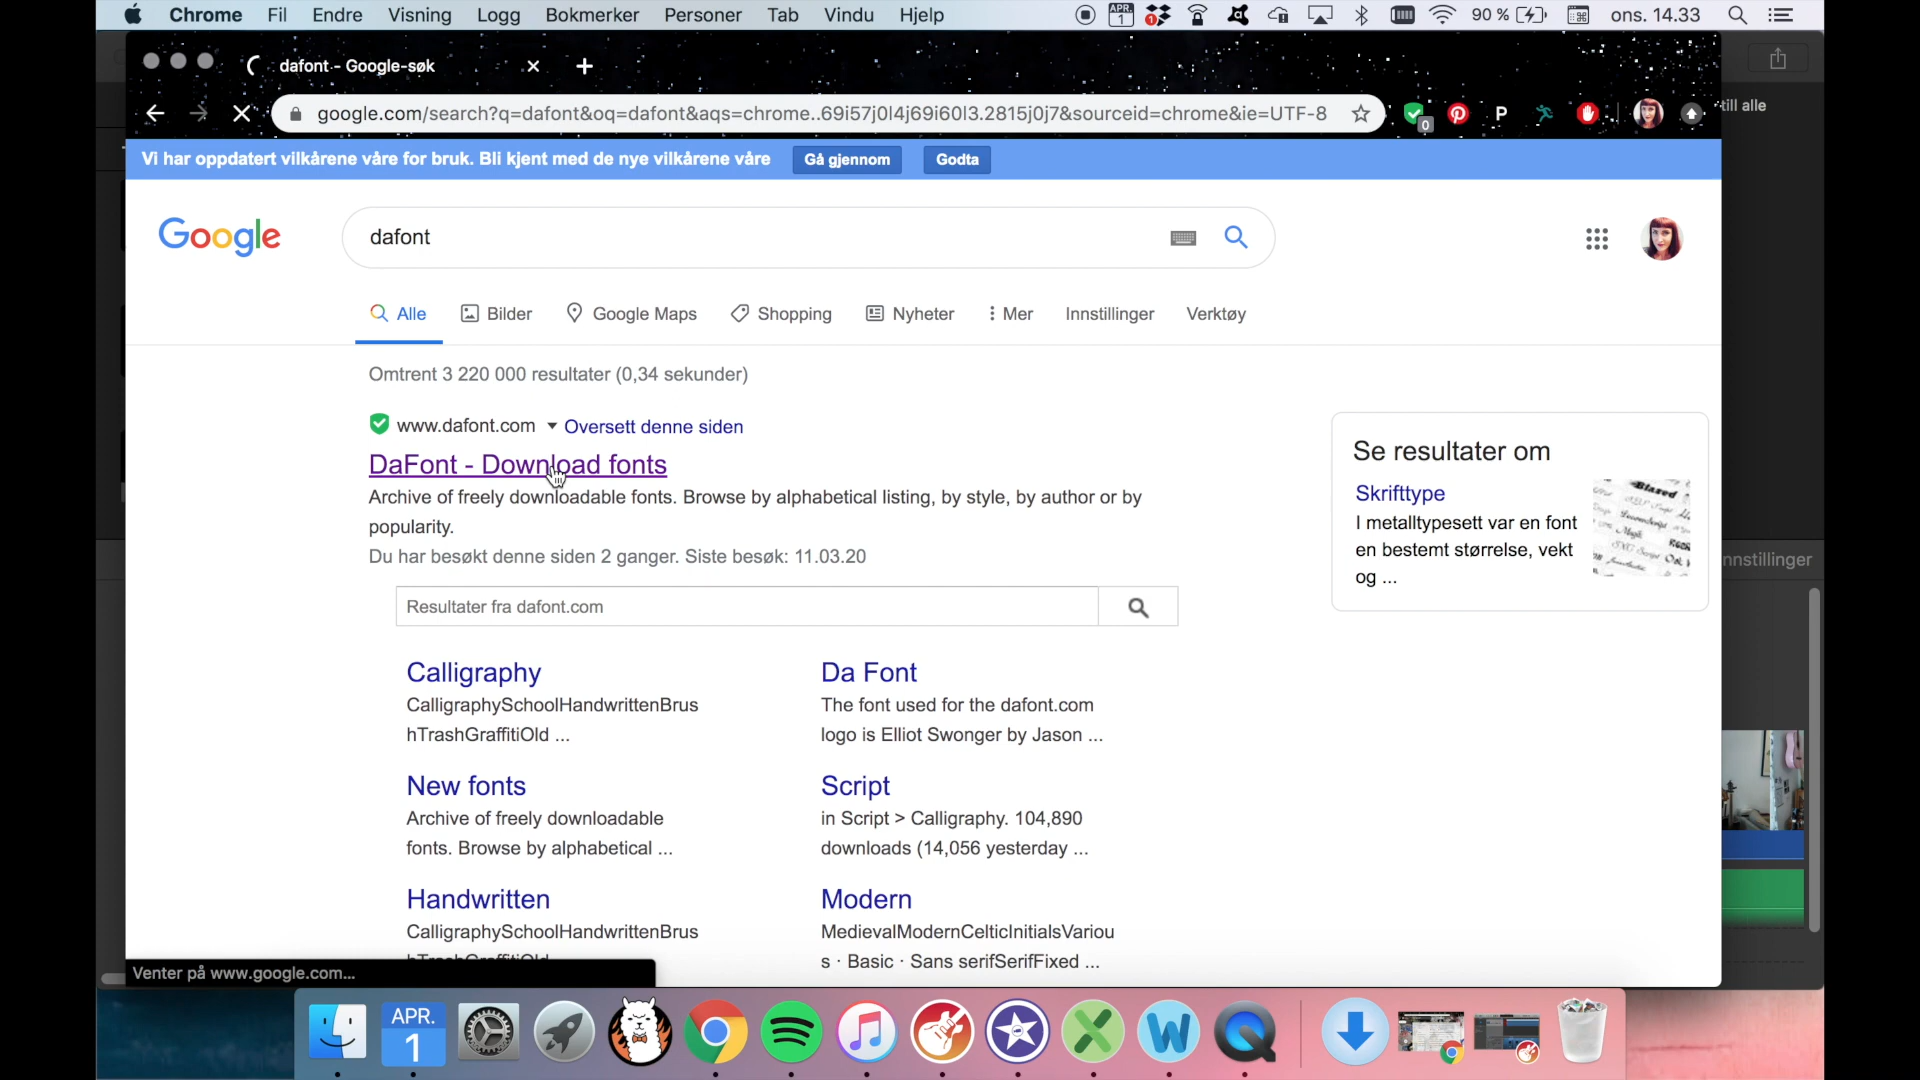 Chrome Fil Endre Visning Logg Bokmerker Personer Tab Vindu Hjelp APR. 1 1 90 % ons. 14.33
dafont - Google-søk
google.com/search?q=dafont&oq=dafont&aqs=chrome..69i57j0l4j69i60l3.2815j0j7&sourceid=chrome&ie=UTF-8 0 P
till alle
Vi har oppdatert vilkårene våre for bruk. Bli kjent med de nye vilkårene våre Gå gjennom Godta
Google dafont
Alle Bilder Google Maps Shopping Nyheter Mer Innstillinger Verktøy
Omtrent 3 220 000 resultater (0,34 sekunder)
www.dafont.com Oversett denne siden
DaFont - Download fonts
Archive of freely downloadable fonts. Browse by alphabetical listing, by style, by author or by
popularity.
Du har besøkt denne siden 2 ganger. Siste besøk: 11.03.20
Resultater fra dafont.com
Se resultater om
Skrifttype
I metalltypesett var en font
en bestemt størrelse, vekt
og ...
nnstillinger
Calligraphy
CalligraphySchoolHandwrittenBrus
hTrashGraffitiOld ...
Da Font
The font used for the dafont.com
logo is Elliot Swonger by Jason ...
New fonts
Archive of freely downloadable
fonts. Browse by alphabetical ...
Script
in Script > Calligraphy. 104,890
downloads (14,056 yesterday ...
Handwritten
CalligraphySchoolHandwrittenBrus
hTrashGraffitiOld
Modern
MedievalModernCelticInitialsVariou
s · Basic · Sans serifSerifFixed ...
Venter på www.google.com...
APR.
1